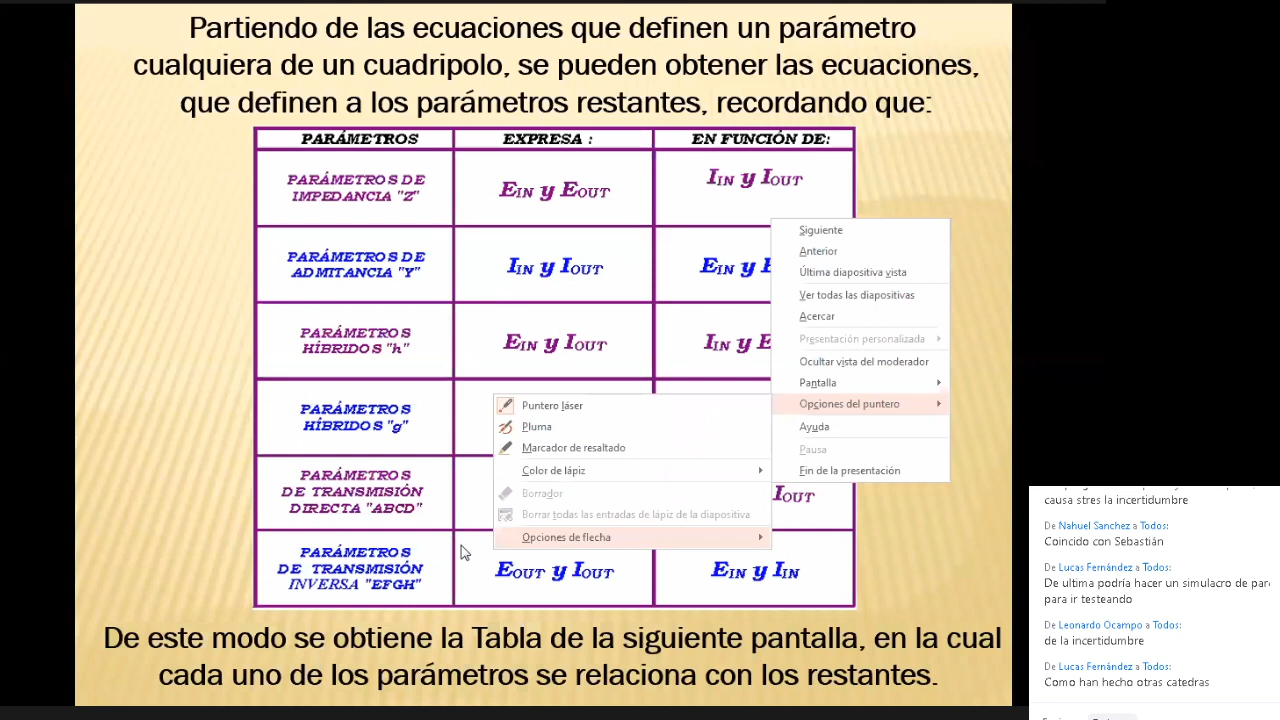 Partiendo de las ecuaciones que definen un parámetro
cualquiera de un cuadripolo, se pueden obtener las ecuaciones,
que definen a los parámetros restantes, recordando que:
PARÁMETROS EXPRESA : EN FUNCIÓN DE:
PARÁMETROS DE
IMPEDANCIA "Z"
EIN y EOUT
IIN y IOUT
PARÁMETROS DE
ADMITANCIA "Y"
IIN y IOUT
EIN y
PARÁMETROS
HÍBRIDOS "h"
EIN y IOUT
IIN y E
PARÁMETROS
HÍBRIDOS "g"
PARÁMETROS
DE TRANSMISIÓN
DIRECTA "ABCD"
IOUT
PARÁMETROS
DE TRANSMISIÓN
INVERSA "EFGH"
EOUT y IOUT
EIN y IIN
De este modo se obtiene la Tabla de la siguiente pantalla, en la cual
cada uno de los parámetros se relaciona con los restantes.
Siguiente
Anterior
Última diapositiva vista
Ver todas las diapositivas
Acercar
Presentación personalizada
Ocultar vista del moderador
Pantalla
Opciones del puntero
Ayuda
Pausa
Fin de la presentación
Puntero láser
Pluma
Marcador de resaltado
Color de lápiz
Borrador
Borrar todas las entradas de lápiz de la diapositiva
Opciones de flecha
causa stres la incertidumbre
De Nahuel Sanchez a Todos:
Coincido con Sebastián
De Lucas Fernández a Todos:
De ultima podría hacer un simulacro de par
para ir testeando
De Leonardo Ocampo a Todos:
de la incertidumbre
De Lucas Fernández a Todos:
Como han hecho otras catedras